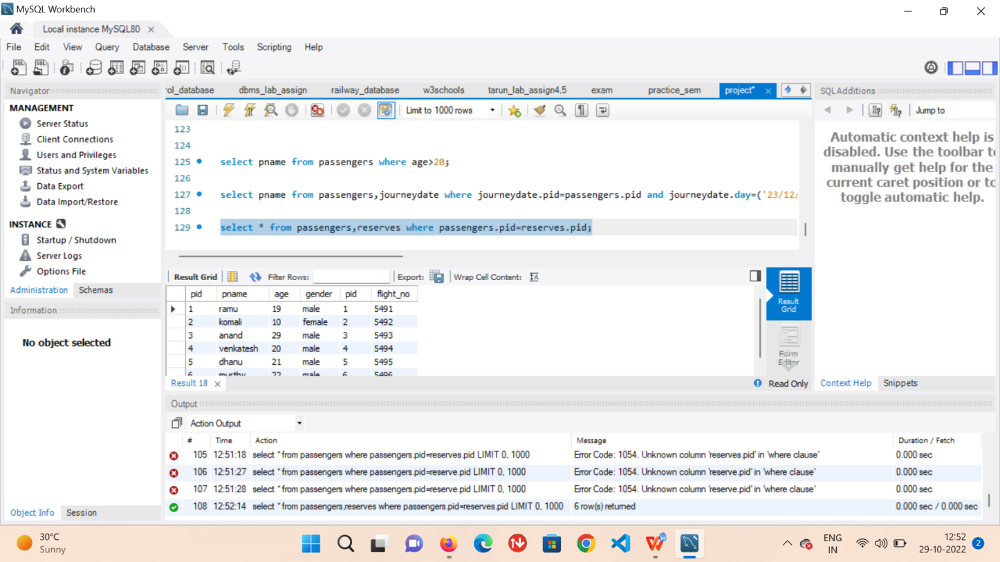 MySQL Workbench
Local instance MySQL80
File Edit View Query Database Server Tools Scripting Help
Navigator
MANAGEMENT
Server Status
Client Connections
Users and Privileges
Status and System Variables
Data Export
Data Import/Restore
INSTANCE
Startup / Shutdown
Server Logs
Options File
Administration Schemas
Information
No object selected
Object Info Session
rol_database dbms_lab_assign railway_database w3schools tarun_lab_assign4,5 exam practice_sem project*
Limit to 1000 rows
123
124
125 select pname from passengers where age>20;
126
127 select pname from passengers,journeydate where journeydate.pid=passengers.pid and journeydate.day=('23/12/
128
129 select * from passengers,reserves where passengers.pid=reserves.pid;
Result Grid Filter Rows: Export: Wrap Cell Content:
pid pname age gender pid flight_no
1 ramu 19 male 1 5491
2 komali 10 female 2 5492
3 anand 29 male 3 5493
4 venkatesh 20 male 4 5494
5 dhanu 21 male 5 5495
6 murthy 22 male 6 5496
Result Grid
Form Editor
Result 18 Read Only
SQLAdditions
Jump to
Automatic context help is
disabled. Use the toolbar to
manually get help for the
current caret position or to
toggle automatic help.
Context Help Snippets
Output
Action Output
# Time Action Message Duration / Fetch
105 12:51:18 select * from passengers where passengers.pid=reserves.pid LIMIT 0, 1000 Error Code: 1054. Unknown column 'reserves.pid' in 'where clause' 0.000 sec
106 12:51:27 select * from passengers where passengers.pid=reserve.pid LIMIT 0, 1000 Error Code: 1054. Unknown column 'reserve.pid' in 'where clause' 0.000 sec
107 12:51:28 select * from passengers where passengers.pid=reserve.pid LIMIT 0, 1000 Error Code: 1054. Unknown column 'reserve.pid' in 'where clause' 0.000 sec
108 12:52:14 select * from passengers,reserves where passengers.pid=reserves.pid LIMIT 0, 1000 6 row(s) returned 0.000 sec / 0.000 sec
30°C
Sunny
ENG
IN
12:52
29-10-2022
2